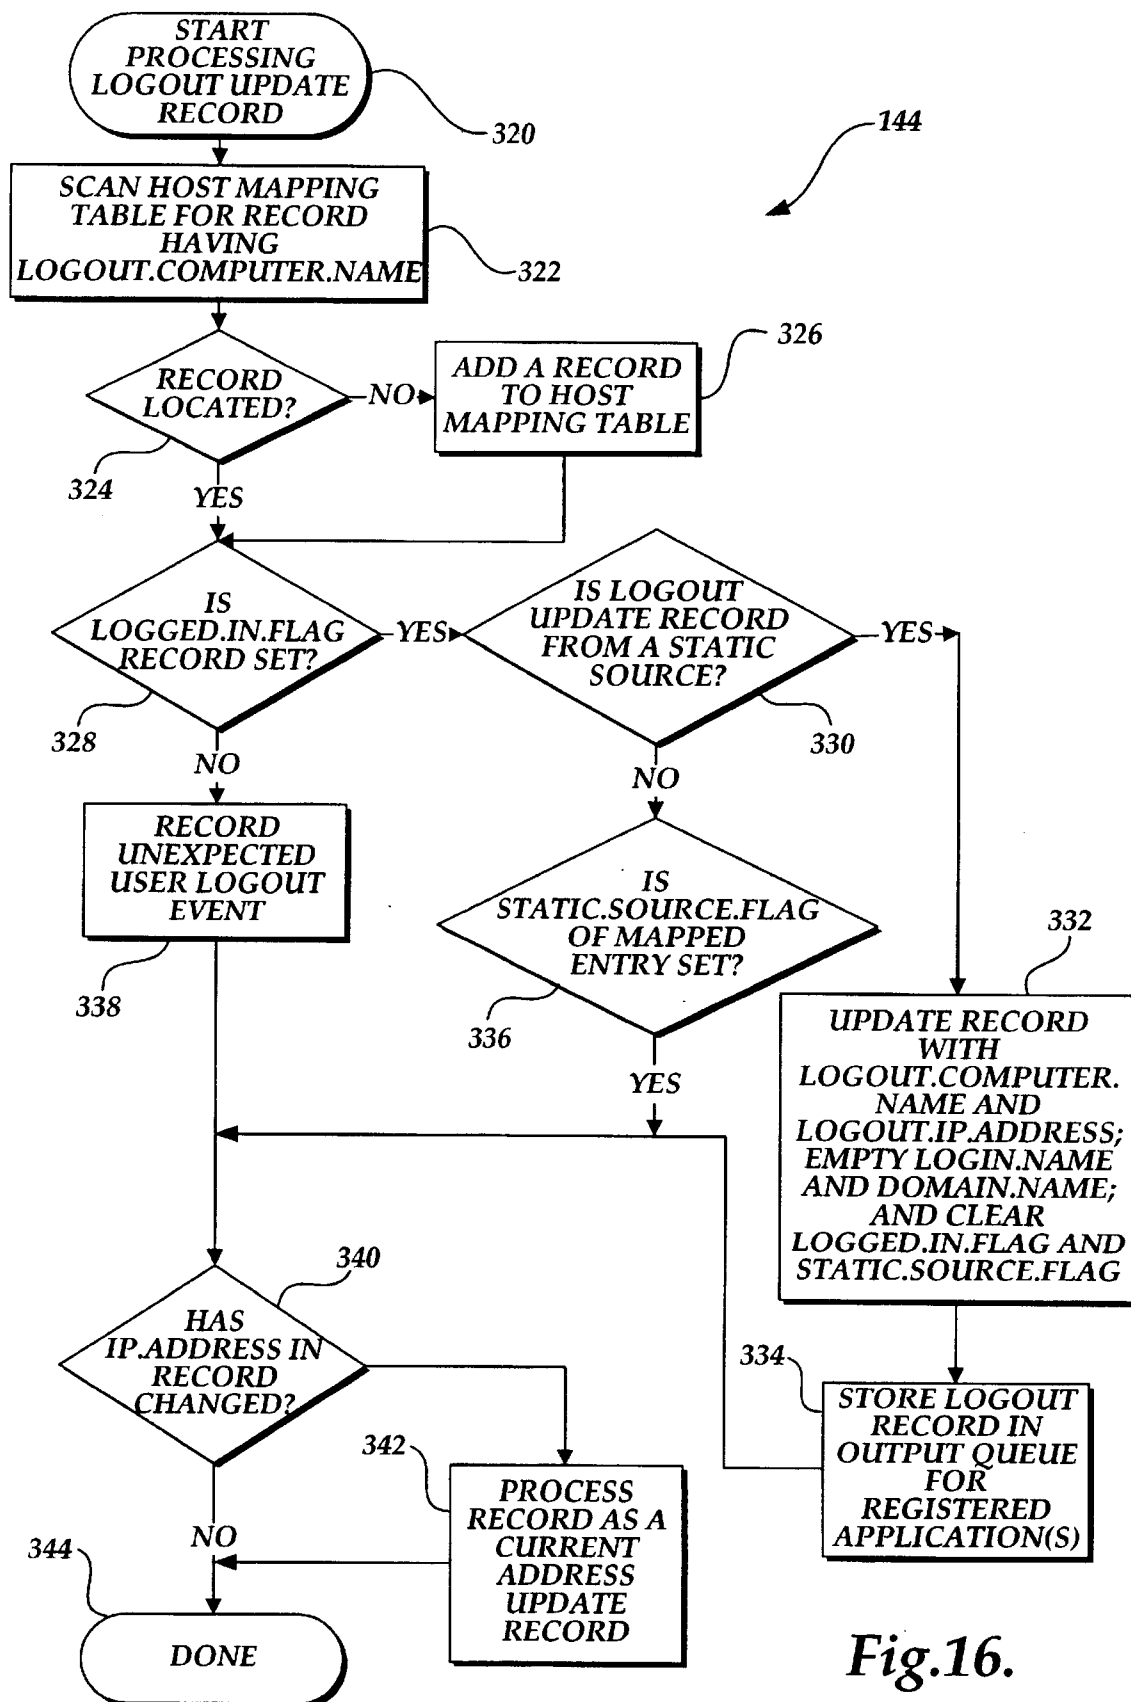 START
PROCESSING
LOGOUT UPDATE
RECORD
320
144
SCAN HOST MAPPING
TABLE FOR RECORD
HAVING
LOGOUT.COMPUTER.NAME
322
RECORD
LOCATED?
324
NO
ADD A RECORD
TO HOST
MAPPING TABLE
326
YES
IS
LOGGED.IN.FLAG
RECORD SET?
328
YES
IS LOGOUT
UPDATE RECORD
FROM A STATIC
SOURCE?
330
YES
NO
RECORD
UNEXPECTED
USER LOGOUT
EVENT
338
NO
IS
STATIC.SOURCE.FLAG
OF MAPPED
ENTRY SET?
336
YES
332
UPDATE RECORD
WITH
LOGOUT.COMPUTER.
NAME AND
LOGOUT.IP.ADDRESS;
EMPTY LOGIN.NAME
AND DOMAIN.NAME;
AND CLEAR
LOGGED.IN.FLAG AND
STATIC.SOURCE.FLAG
334
STORE LOGOUT
RECORD IN
OUTPUT QUEUE
FOR
REGISTERED
APPLICATION(S)
340
HAS
IP.ADDRESS IN
RECORD
CHANGED?
342
PROCESS
RECORD AS A
CURRENT
ADDRESS
UPDATE
RECORD
NO
344
DONE
Fig.16.